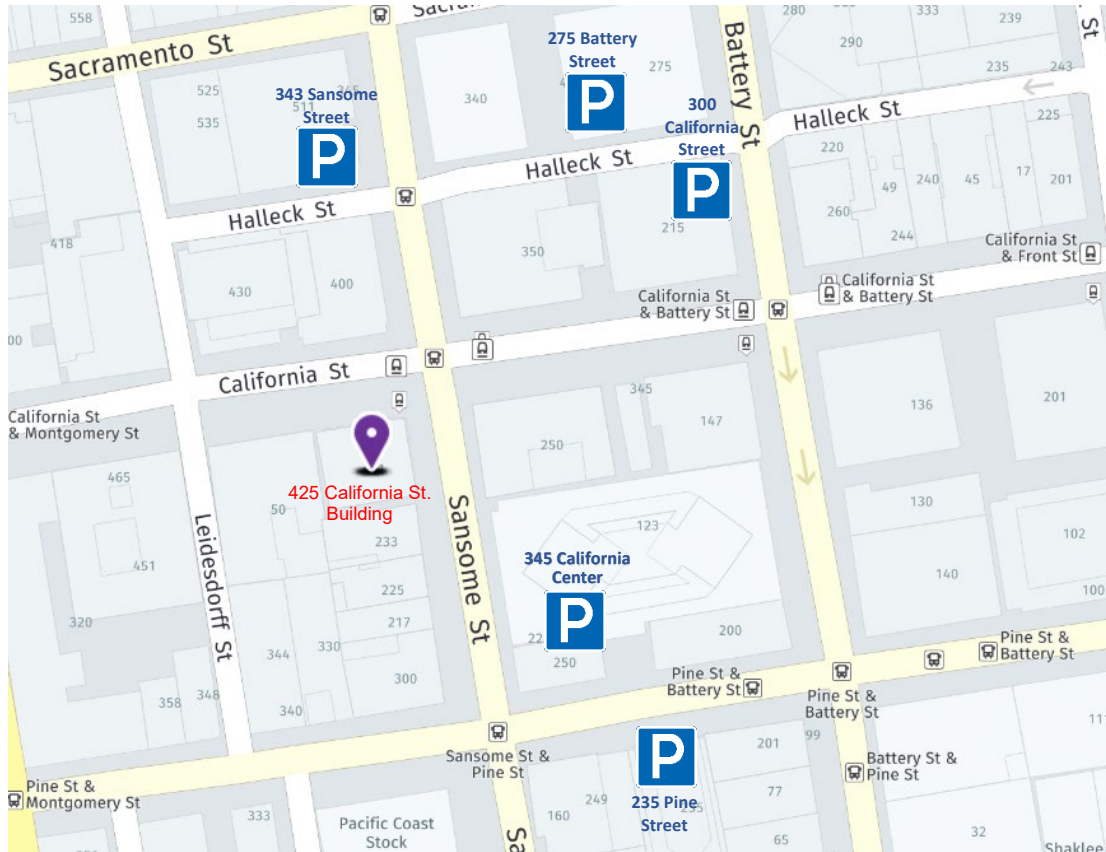 558
Sacramento St
Sacra
280
333
239
275 Battery
Street
275
290
235
243
St
525
535
343 Sansome
Street
511
345
P
340
P
Battery St
300
California
Street
P
Halleck St
225
Halleck St
220
49
240
45
17
201
260
244
Halleck St
418
430
400
350
215
California St
& Front St
California St
& Battery St
California St
& Battery St
00
California St
California St
& Montgomery St
345
147
136
201
250
465
425 California St.
Building
50
233
451
225
217
320
Leidesdorff St
344
330
300
358
348
340
Sansome St
123
130
102
140
100
345 California
Center
P
22
250
200
Pine St &
Battery St
Pine St &
Battery St
Pine St &
Battery St
Sansome St &
Pine St
Pine St &
Montgomery St
P
235 Pine
Street
201
99
77
65
Battery St &
Pine St
11
249
160
333
Pacific Coast
Stock
Sa
32
Shaklee